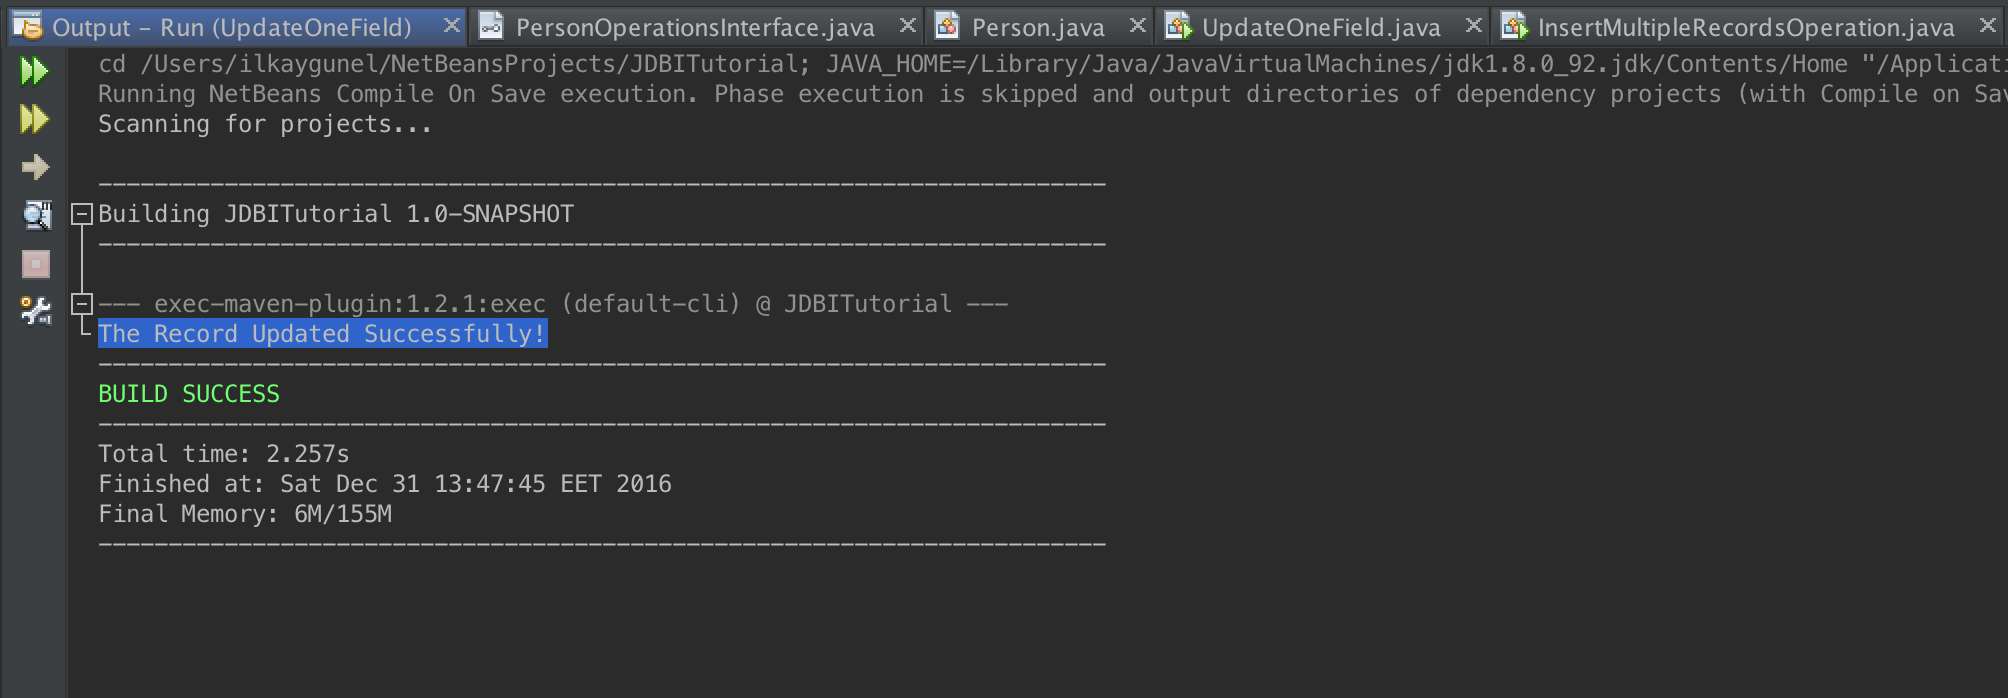 Output - Run (UpdateOneField)
PersonOperationsInterface.java
Person.java
UpdateOneField.java
InsertMultipleRecordsOperation.java
cd /Users/ilkaygunel/NetBeansProjects/JDBITutorial; JAVA_HOME=/Library/Java/JavaVirtualMachines/jdk1.8.0_92.jdk/Contents/Home "/Applicati
Running NetBeans Compile On Save execution. Phase execution is skipped and output directories of dependency projects (with Compile on Sav
Scanning for projects...
------------------------------------------------------------------------
Building JDBITutorial 1.0-SNAPSHOT
------------------------------------------------------------------------
--- exec-maven-plugin:1.2.1:exec (default-cli) @ JDBITutorial ---
The Record Updated Successfully!
------------------------------------------------------------------------
BUILD SUCCESS
------------------------------------------------------------------------
Total time: 2.257s
Finished at: Sat Dec 31 13:47:45 EET 2016
Final Memory: 6M/155M
------------------------------------------------------------------------